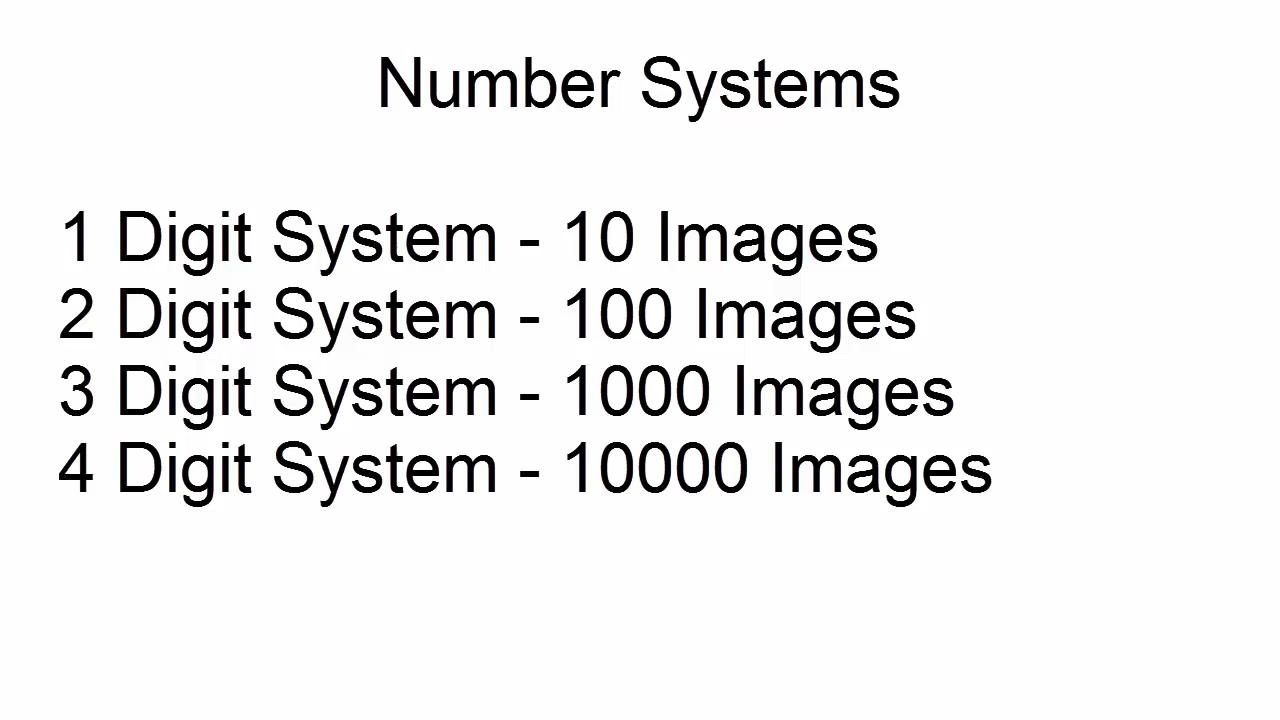 Number Systems
1 Digit System - 10 Images
2 Digit System - 100 Images
3 Digit System - 1000 Images
4 Digit System - 10000 Images